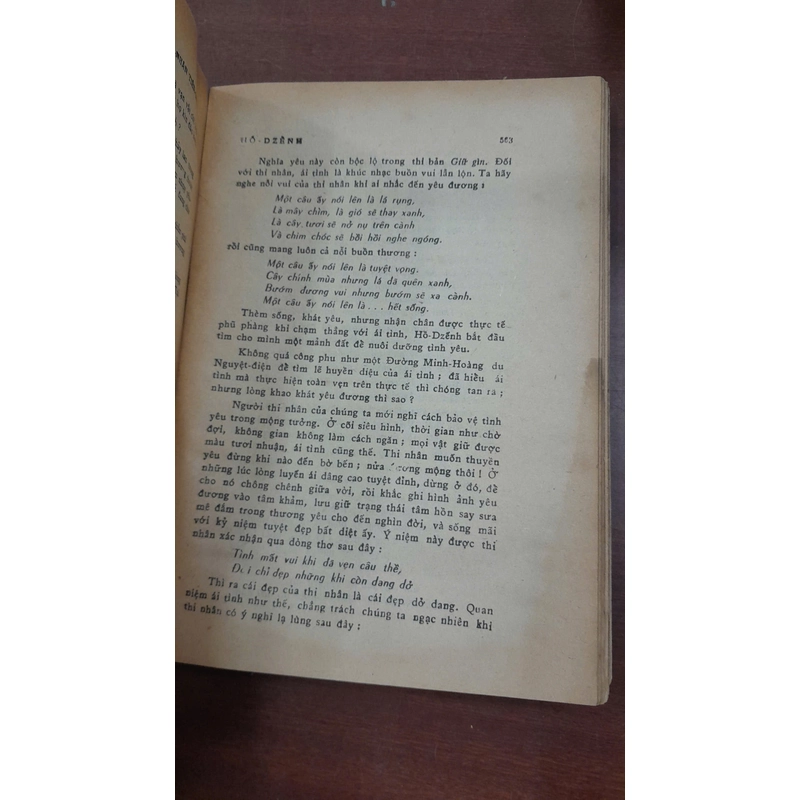 HỒ-DZẾNH 563
Nghĩa yêu này còn bộc lộ trong thi bản Giữ gìn. Đối
với thi nhân, ái tình là khúc nhạc buồn vui lẫn lộn. Ta hãy
nghe nỗi vui của thi nhân khi ai nhắc đến yêu đương :
Một câu ấy nói lên là lá rụng,
Là mây chìm, là gió sẽ thay xanh,
Là cây tươi sẽ nở nụ trên cành
Và chim chóc sẽ bồi hồi nghe ngóng.
rồi cũng mang luôn cả nỗi buồn thương :
Một câu ấy nói lên là tuyệt vọng.
Cây chính mùa nhưng lá đã quên xanh,
Bướm đương vui nhưng bướm sẽ xa cành.
Một câu ấy nói lên là . . . hết sống.
Thèm sống, khát yêu, nhưng nhận chân được thực tế
phũ phàng khi chạm thẳng với ái tình, Hồ-Dzếnh bắt đầu
tìm cho mình một mảnh đất để nuôi dưỡng tình yêu.
Không quá công phu như một Đường Minh-Hoàng du
Nguyệt-điện để tìm lẽ huyền diệu của ái tình ; đã hiểu ái
tình mà thực hiện toàn vẹn trên thực tế thì chóng tan rã ;
nhưng lòng khao khát yêu đương thì sao ?
Người thi nhân của chúng ta mới nghĩ cách bảo vệ tình
yêu trong mộng tưởng. Ở cõi siêu hình, thời gian như chờ
đợi, không gian không làm cách ngăn ; mọi vật giữ được
màu tươi nhuận, ái tình cũng thế. Thi nhân muốn thuyền
yêu đừng khi nào đến bờ bến ; nửa đường mộng thôi ! Ở
những lúc lòng luyến ái dâng cao tuyệt đỉnh, dừng ở đó, để
cho nó chông chênh giữa vời, rồi khắc ghi hình ảnh yêu
đương vào tâm khảm, lưu giữ trạng thái tâm hồn say sưa
mê đắm trong thương yêu cho đến nghìn đời, và sống mãi
với kỷ niệm tuyệt đẹp bất diệt ấy. Ý niệm này được thi
nhân xác nhận qua dòng thơ sau đây :
Tình mất vui khi đã vẹn câu thề,
Đời chỉ đẹp những khi còn dang dở
Thì ra cái đẹp của thi nhân là cái đẹp dở dang. Quan
niệm ái tình như thế, chẳng trách chúng ta ngạc nhiên khi
thi nhân có ý nghĩ lạ lùng sau đây :